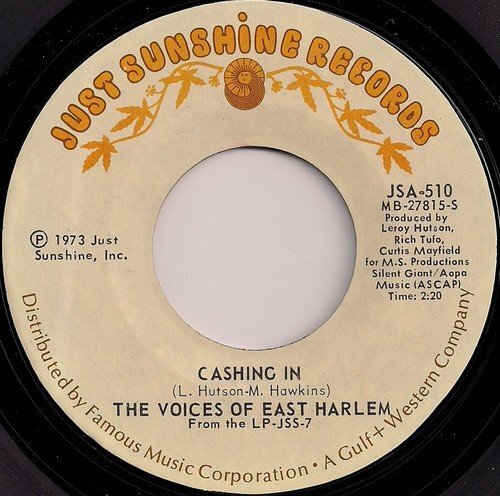 JUST SUNSHINE RECORDS
JSA-510
MB-27815-S
Produced by
Leroy Hutson,
Rich Tufo,
Curtis Mayfield
for M.S. Productions
Silent Giant/Aopa
Music (ASCAP)
Time: 2:20
Ⓟ 1973 Just
Sunshine, Inc.
CASHING IN
(L. Hutson-M. Hawkins)
THE VOICES OF EAST HARLEM
From the LP-JSS-7
Distributed by Famous Music Corporation • A Gulf+Western Company